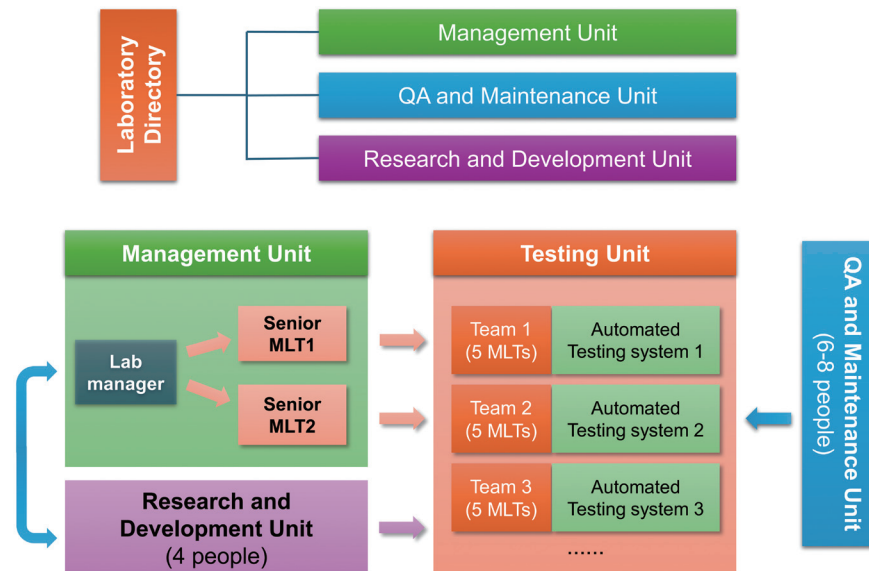 Laboratory
Directory
Management Unit
QA and Maintenance Unit
Research and Development Unit
Management Unit
Lab
manager
Senior
MLT1
Senior
MLT2
Research and
Development Unit
(4 people)
Testing Unit
Team 1
(5 MLTs)
Automated
Testing system 1
Team 2
(5 MLTs)
Automated
Testing system 2
Team 3
(5 MLTs)
Automated
Testing system 3
......
QA and Maintenance Unit
(6-8 people)